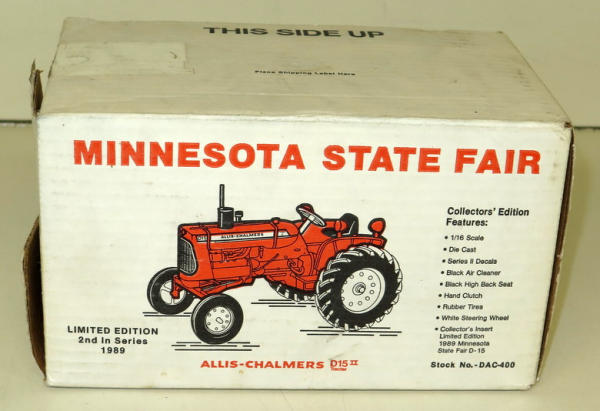 THIS SIDE UP
Place Shipping Label Here
MINNESOTA STATE FAIR
D15
ALLIS-CHALMERS
Collectors' Edition
Features:
• 1/16 Scale
• Die Cast
• Series II Decals
• Black Air Cleaner
• Black High Back Seat
• Hand Clutch
• Rubber Tires
• White Steering Wheel
• Collector's Insert
Limited Edition
1989 Minnesota
State Fair D-15
LIMITED EDITION
2nd In Series
1989
ALLIS-CHALMERS D15 II
Tractor
Stock No.-DAC-400